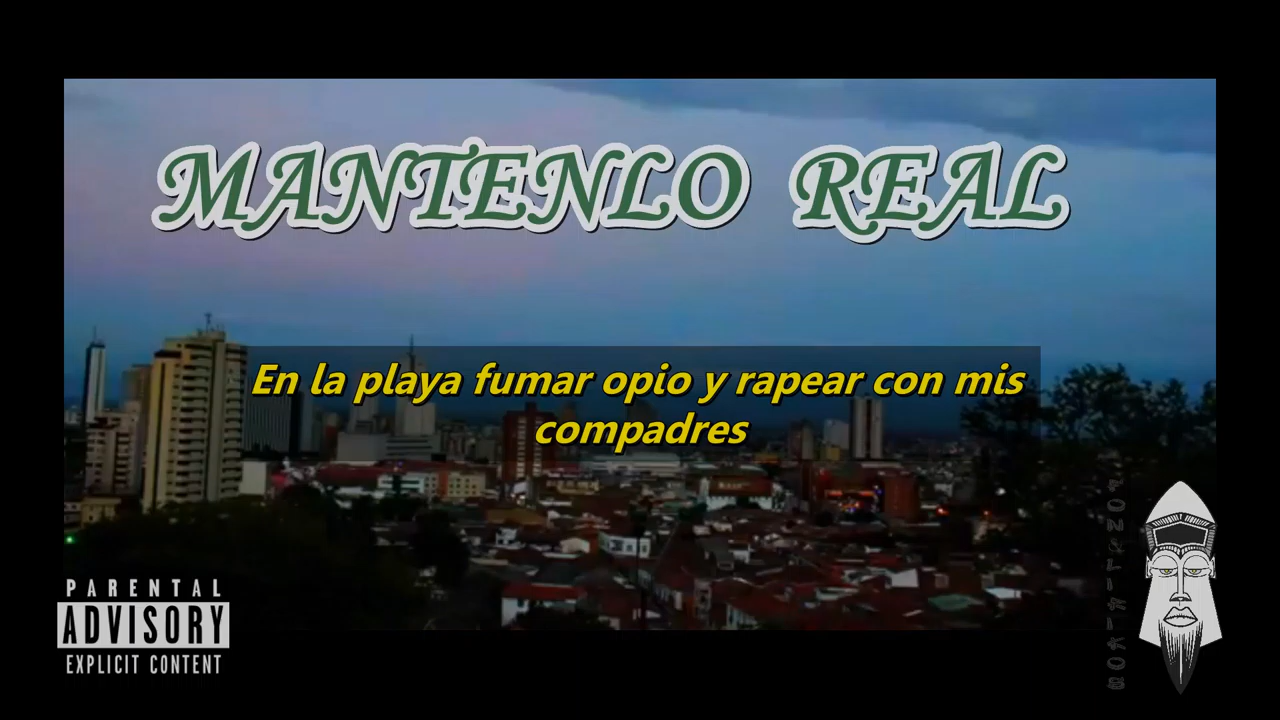 MANTENLO REAL
En la playa fumar opio y rapear con mis
compadres
PARENTAL
ADVISORY
EXPLICIT CONTENT